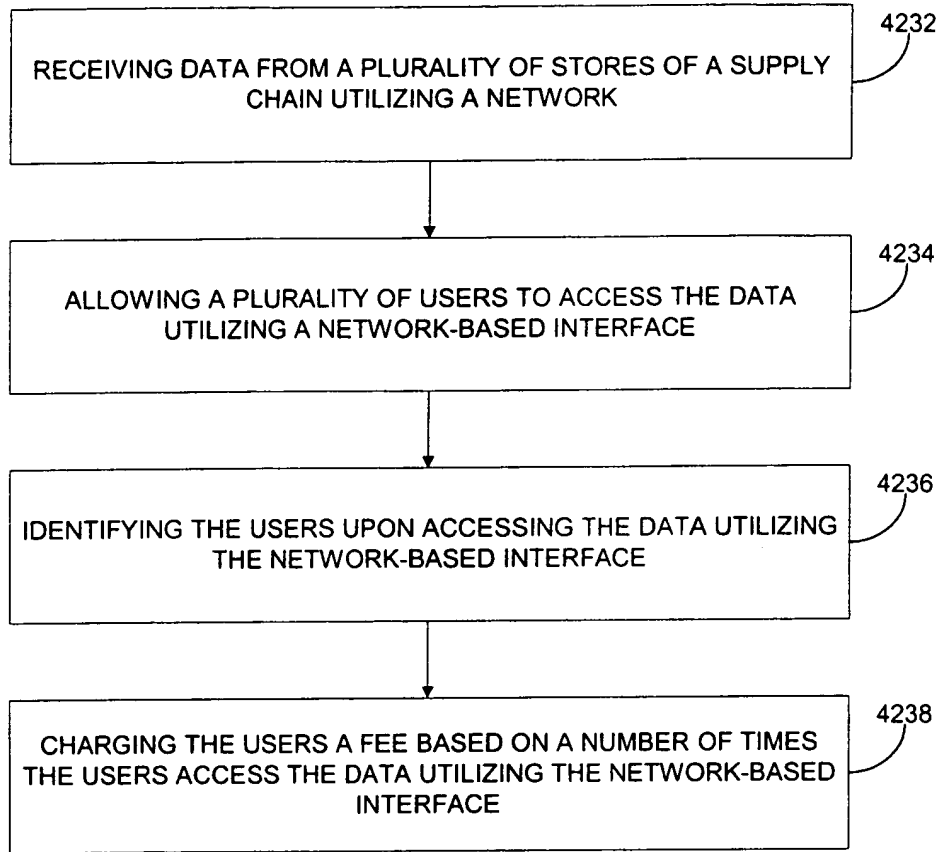 4232
RECEIVING DATA FROM A PLURALITY OF STORES OF A SUPPLY
CHAIN UTILIZING A NETWORK
4234
ALLOWING A PLURALITY OF USERS TO ACCESS THE DATA
UTILIZING A NETWORK-BASED INTERFACE
4236
IDENTIFYING THE USERS UPON ACCESSING THE DATA UTILIZING
THE NETWORK-BASED INTERFACE
4238
CHARGING THE USERS A FEE BASED ON A NUMBER OF TIMES
THE USERS ACCESS THE DATA UTILIZING THE NETWORK-BASED
INTERFACE